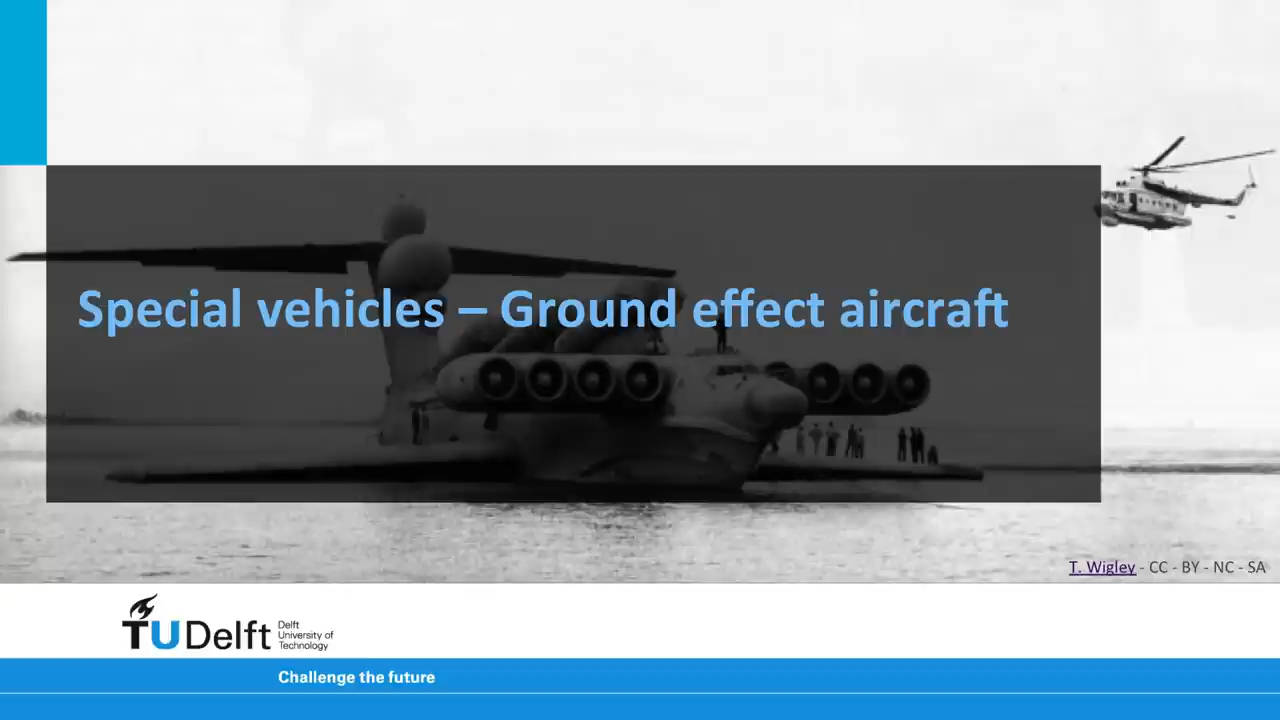 Special vehicles – Ground effect aircraft
T. Wigley - CC - BY - NC - SA
TUDelft
Delft
University of
Technology
Challenge the future